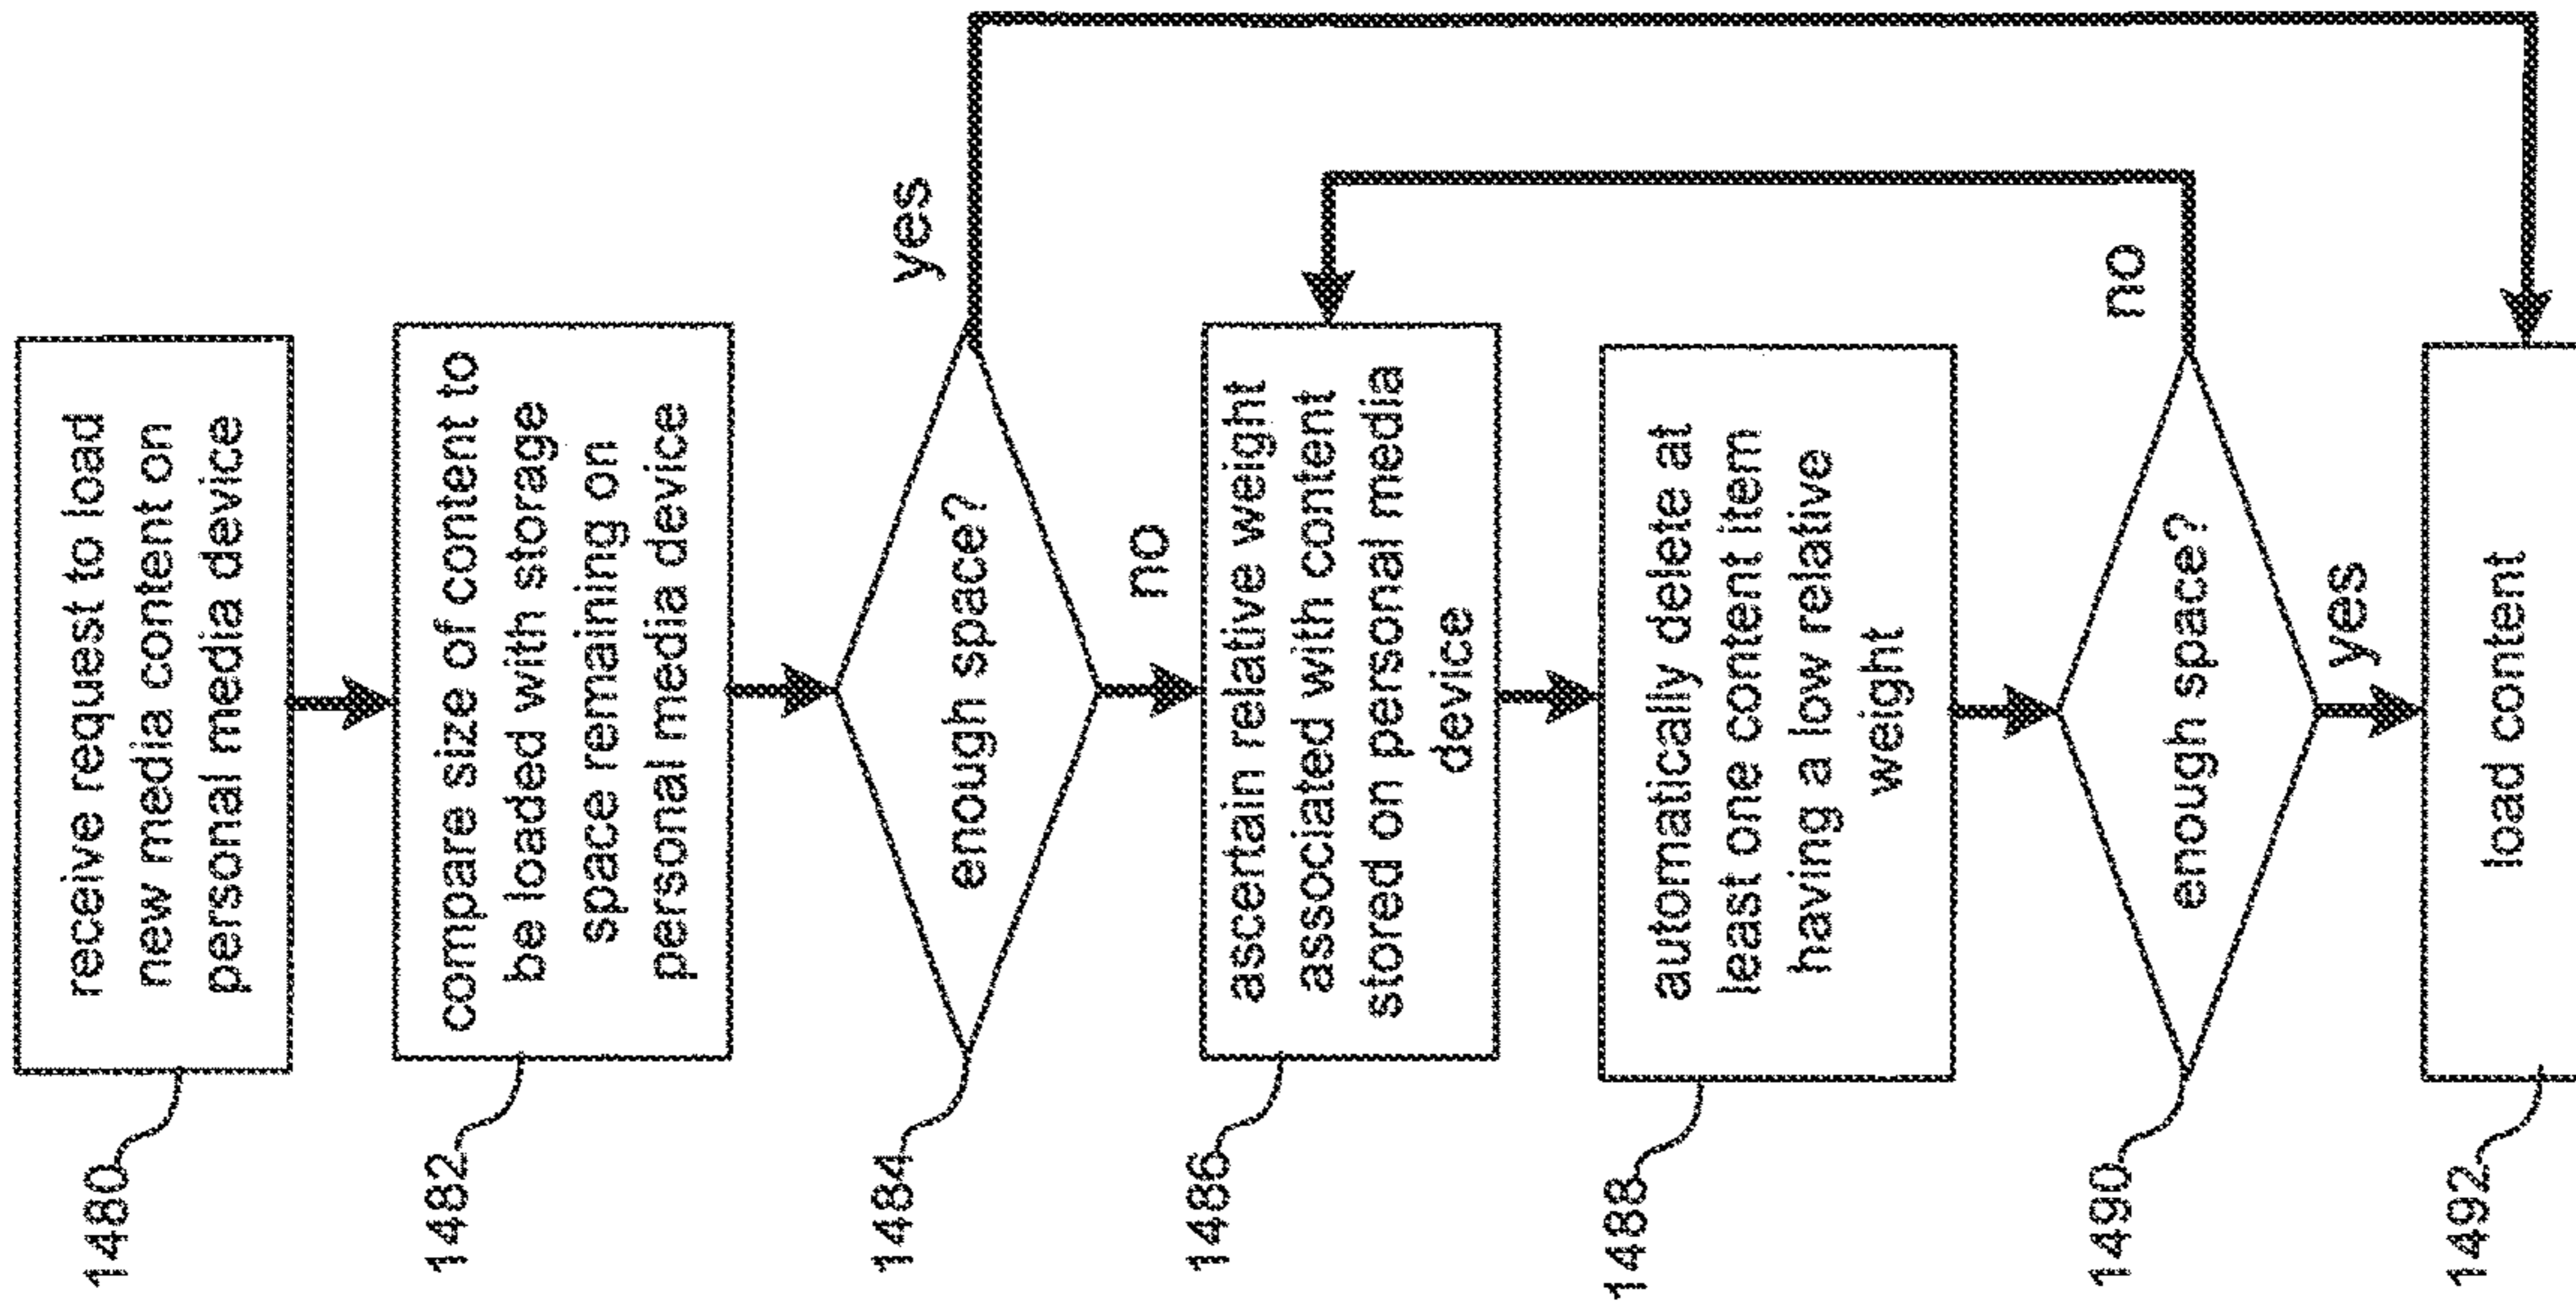 1480
receive request to load
new media content on
personal media device
1482
compare size of content to
be loaded with storage
space remaining on
personal media device
1484
enough space?
yes
no
1486
ascertain relative weight
associated with content
stored on personal media
device
1488
automatically delete at
least one content item
having a low relative
weight
1490
enough space?
no
yes
1492
load content